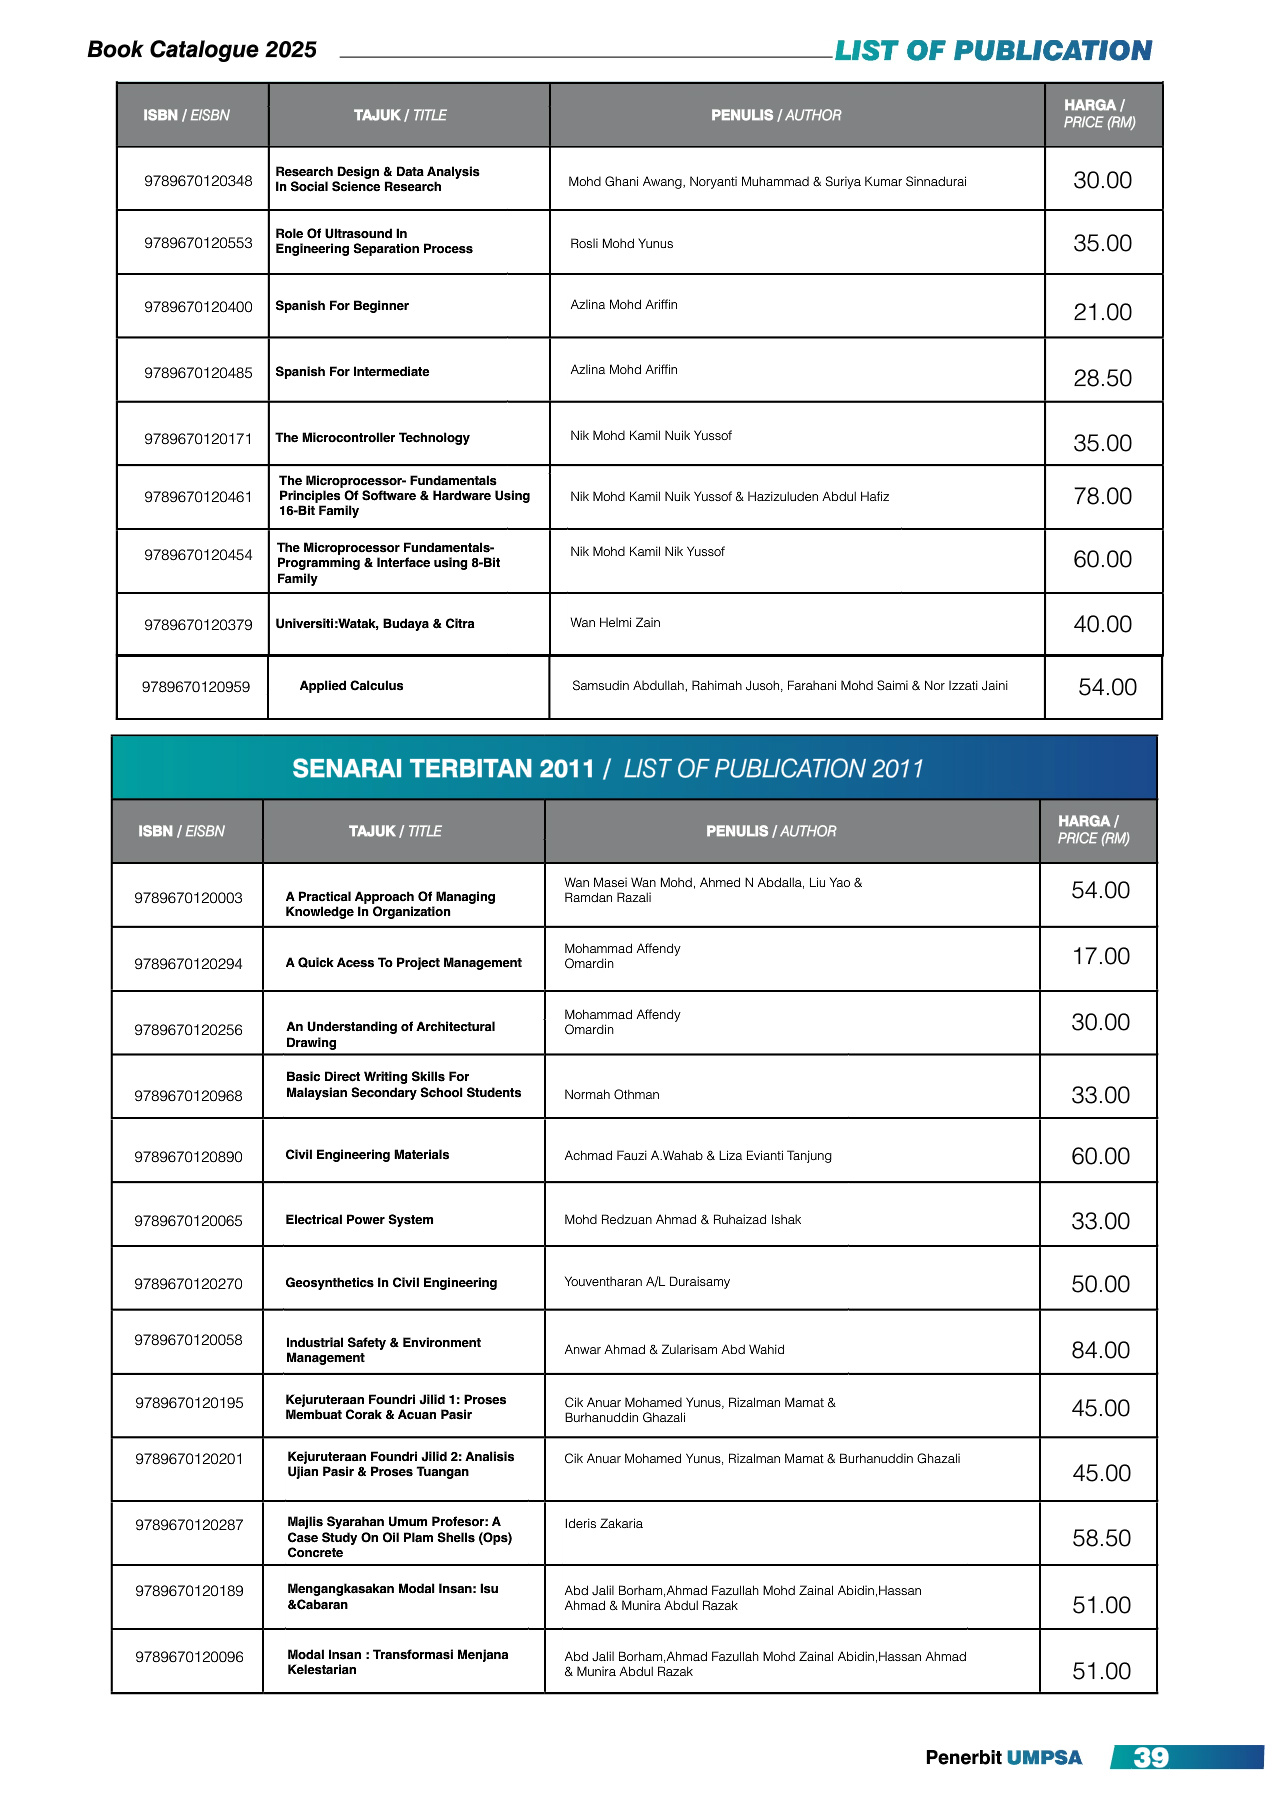 Book Catalogue 2025
LIST OF PUBLICATION
ISBN / EISBN
TAJUK / TITLE
PENULIS / AUTHOR
HARGA /
PRICE (RM)
9789670120348
Research Design & Data Analysis
In Social Science Research
Mohd Ghani Awang, Noryanti Muhammad & Suriya Kumar Sinnadurai
30.00
9789670120553
Role Of Ultrasound In
Engineering Separation Process
Rosli Mohd Yunus
35.00
9789670120400
Spanish For Beginner
Azlina Mohd Ariffin
21.00
9789670120485
Spanish For Intermediate
Azlina Mohd Ariffin
28.50
9789670120171
The Microcontroller Technology
Nik Mohd Kamil Nuik Yussof
35.00
9789670120461
The Microprocessor- Fundamentals
Principles Of Software & Hardware Using
16-Bit Family
Nik Mohd Kamil Nuik Yussof & Hazizuluden Abdul Hafiz
78.00
9789670120454
The Microprocessor Fundamentals-
Programming & Interface using 8-Bit
Family
Nik Mohd Kamil Nik Yussof
60.00
9789670120379
Universiti:Watak, Budaya & Citra
Wan Helmi Zain
40.00
9789670120959
Applied Calculus
Samsudin Abdullah, Rahimah Jusoh, Farahani Mohd Saimi & Nor Izzati Jaini
54.00
SENARAI TERBITAN 2011 / LIST OF PUBLICATION 2011
ISBN / EISBN
TAJUK / TITLE
PENULIS / AUTHOR
HARGA /
PRICE (RM)
9789670120003
A Practical Approach Of Managing
Knowledge In Organization
Wan Masei Wan Mohd, Ahmed N Abdalla, Liu Yao &
Ramdan Razali
54.00
9789670120294
A Quick Acess To Project Management
Mohammad Affendy
Omardin
17.00
9789670120256
An Understanding of Architectural
Drawing
Mohammad Affendy
Omardin
30.00
9789670120968
Basic Direct Writing Skills For
Malaysian Secondary School Students
Normah Othman
33.00
9789670120890
Civil Engineering Materials
Achmad Fauzi A.Wahab & Liza Evianti Tanjung
60.00
9789670120065
Electrical Power System
Mohd Redzuan Ahmad & Ruhaizad Ishak
33.00
9789670120270
Geosynthetics In Civil Engineering
Youventharan A/L Duraisamy
50.00
9789670120058
Industrial Safety & Environment
Management
Anwar Ahmad & Zularisam Abd Wahid
84.00
9789670120195
Kejuruteraan Foundri Jilid 1: Proses
Membuat Corak & Acuan Pasir
Cik Anuar Mohamed Yunus, Rizalman Mamat &
Burhanuddin Ghazali
45.00
9789670120201
Kejuruteraan Foundri Jilid 2: Analisis
Ujian Pasir & Proses Tuangan
Cik Anuar Mohamed Yunus, Rizalman Mamat & Burhanuddin Ghazali
45.00
9789670120287
Majlis Syarahan Umum Profesor: A
Case Study On Oil Plam Shells (Ops)
Concrete
Ideris Zakaria
58.50
9789670120189
Mengangkasakan Modal Insan: Isu
&Cabaran
Abd Jalil Borham,Ahmad Fazullah Mohd Zainal Abidin,Hassan
Ahmad & Munira Abdul Razak
51.00
9789670120096
Modal Insan : Transformasi Menjana
Kelestarian
Abd Jalil Borham,Ahmad Fazullah Mohd Zainal Abidin,Hassan Ahmad
& Munira Abdul Razak
51.00
Penerbit UMPSA
39